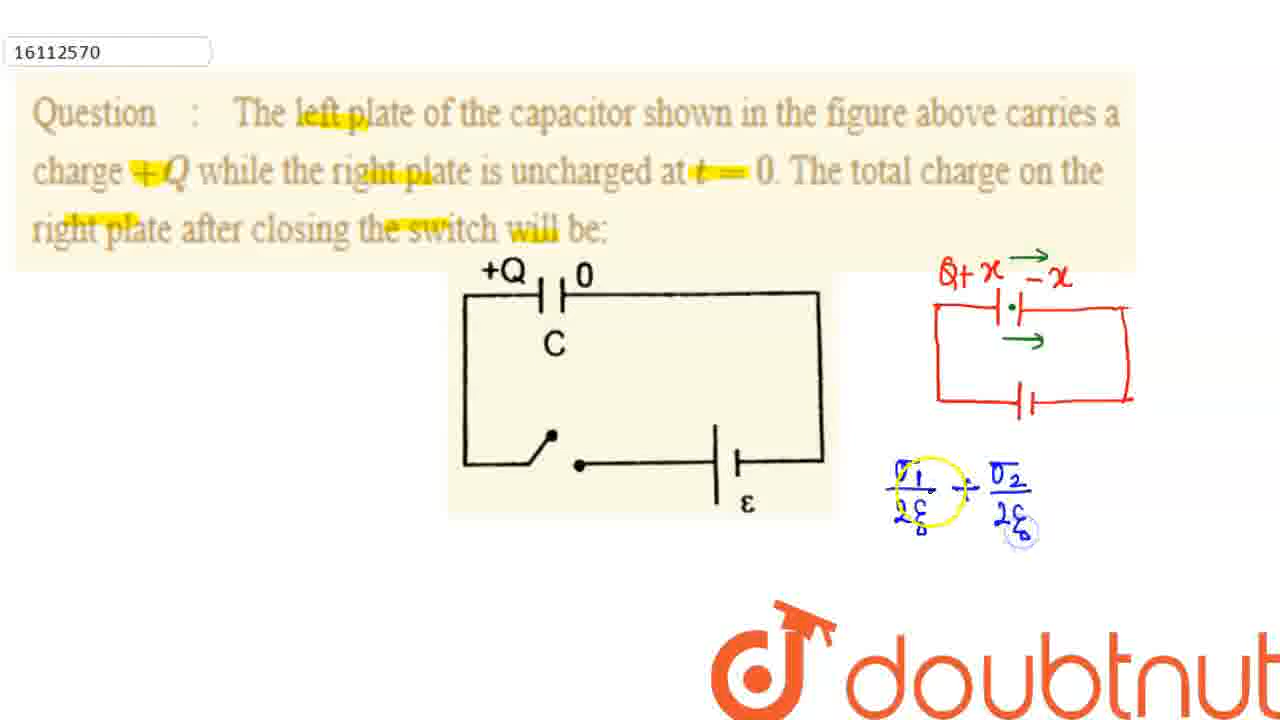 16112570
Question : The left plate of the capacitor shown in the figure above carries a
charge +Q while the right plate is uncharged at t = 0. The total charge on the
right plate after closing the switch will be:
+Q 0
C
ε
Q+x -x
σ₁/2ε₀ + σ₂/2ε₀
doubtnut